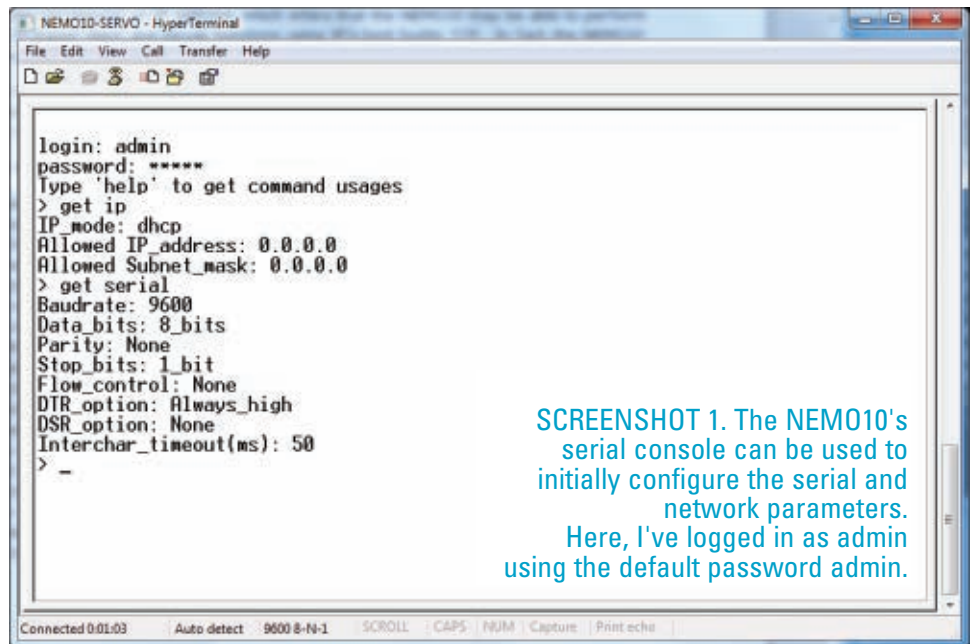 NEMO10-SERVO - HyperTerminal
File Edit View Call Transfer Help
login: admin
password: *****
Type 'help' to get command usages
> get ip
IP_mode: dhcp
Allowed IP_address: 0.0.0.0
Allowed Subnet_mask: 0.0.0.0
> get serial
Baudrate: 9600
Data_bits: 8_bits
Parity: None
Stop_bits: 1_bit
Flow_control: None
DTR_option: Always_high
DSR_option: None
Interchar_timeout(ms): 50
> _
SCREENSHOT 1. The NEMO10's
serial console can be used to
initially configure the serial and
network parameters.
Here, I've logged in as admin
using the default password admin.
Connected 0:01:03 Auto detect 9600 8-N-1 SCROLL CAPS NUM Capture Print echo